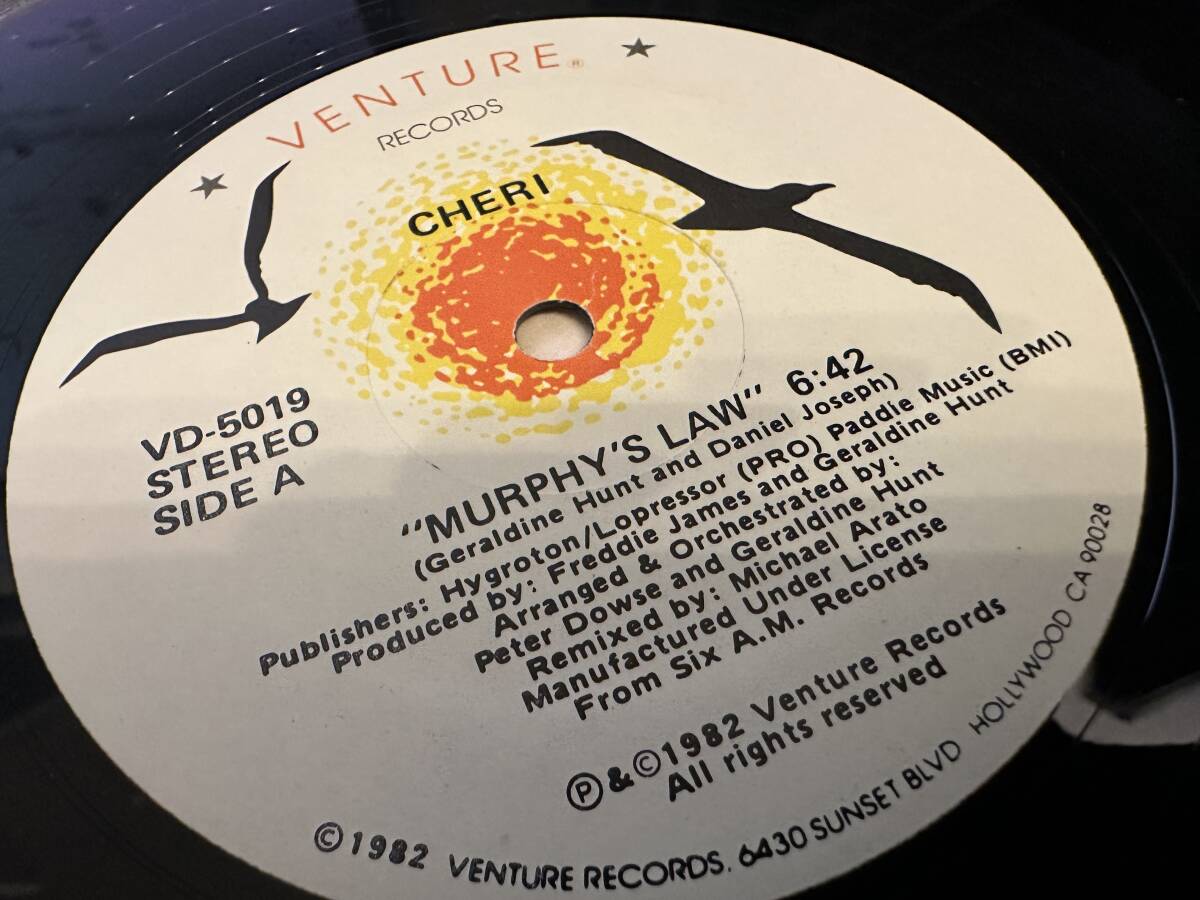 VENTURE®
RECORDS
CHERI
VD-5019
STEREO
SIDE A
"MURPHY'S LAW" 6:42
(Geraldine Hunt and Daniel Joseph)
Publishers: Hygroton/Lopressor (PRO) Paddie Music (BMI)
Produced by: Freddie James and Geraldine Hunt
Arranged & Orchestrated by:
Peter Dowse and Geraldine Hunt
Remixed by: Michael Arato
Manufactured Under License
From Six A.M. Records
Ⓟ&©1982 Venture Records
All rights reserved
©1982 VENTURE RECORDS. 6430 SUNSET BLVD HOLLYWOOD CA 90028